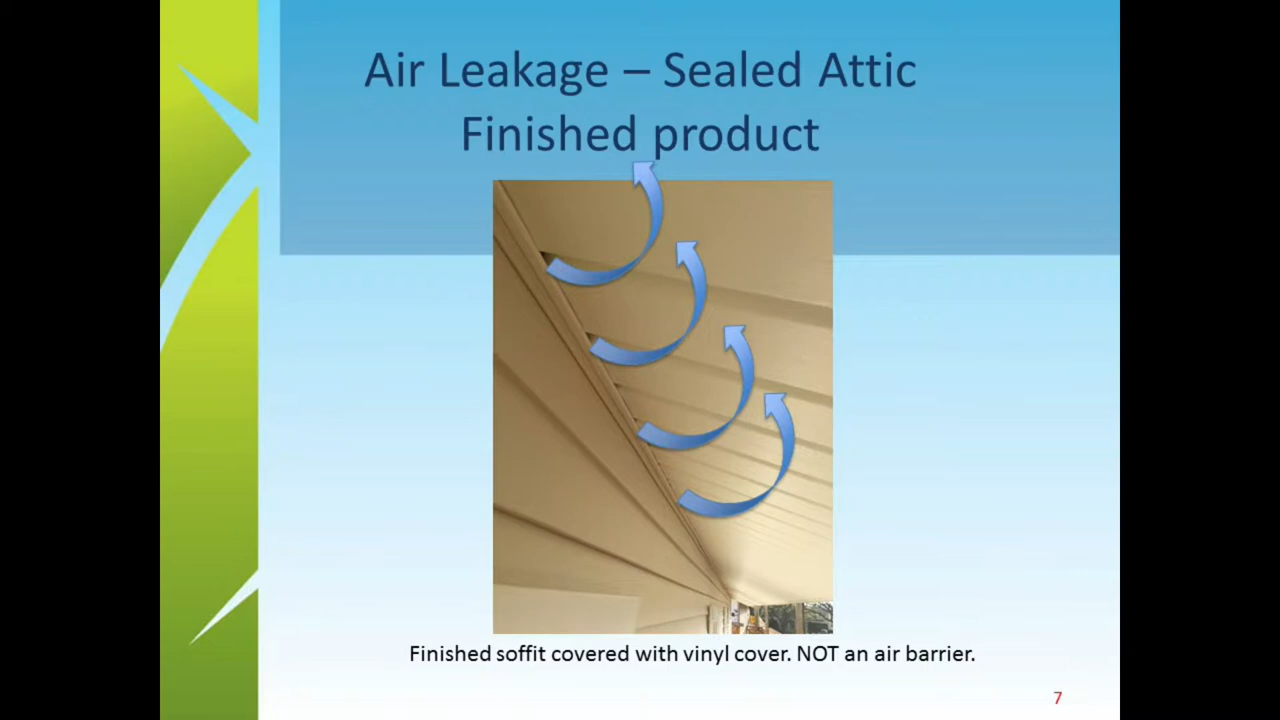 Air Leakage – Sealed Attic
Finished product
Finished soffit covered with vinyl cover. NOT an air barrier.
7